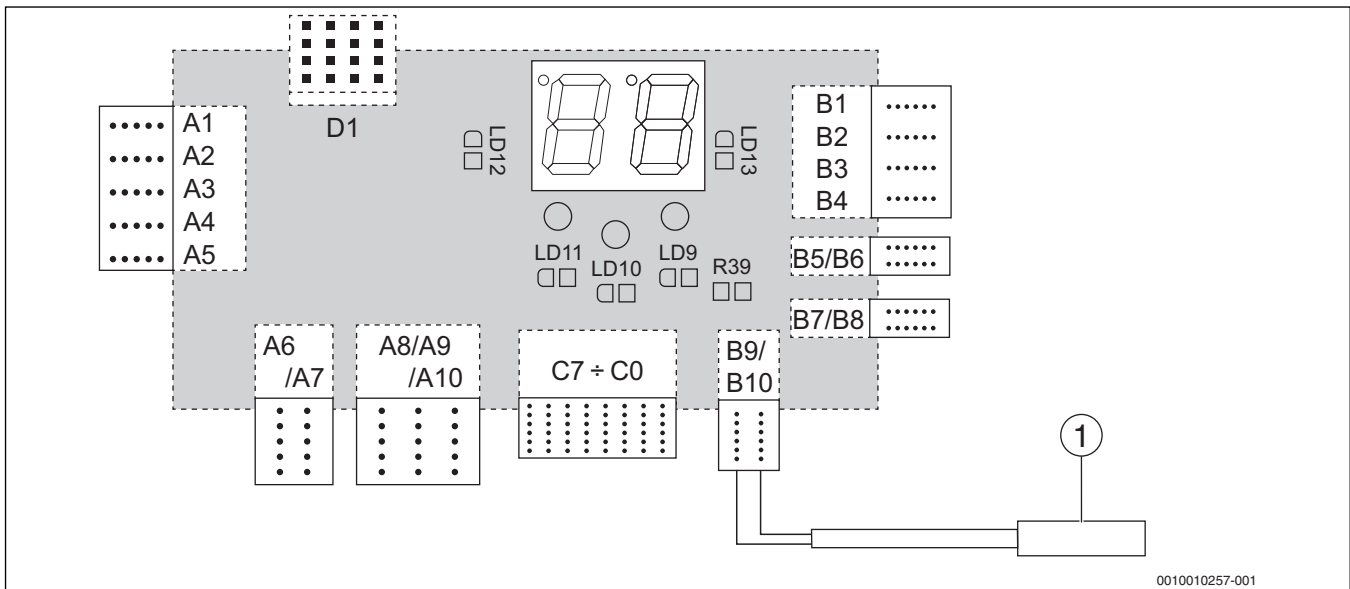 D1
A1
A2
A3
A4
A5
LD12
LD13
B1
B2
B3
B4
LD11
LD10
LD9
R39
B5/B6
B7/B8
A6
/A7
A8/A9
/A10
C7 ÷ C0
B9/
B10
1
0010010257-001